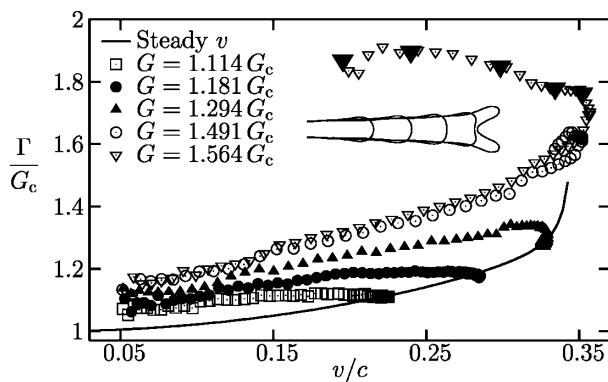 2
1.8
1.6
1.4
1.2
1
Γ
G_c
Steady v
G = 1.114 G_c
G = 1.181 G_c
G = 1.294 G_c
G = 1.491 G_c
G = 1.564 G_c
0.05 0.15 0.25 0.35
v/c